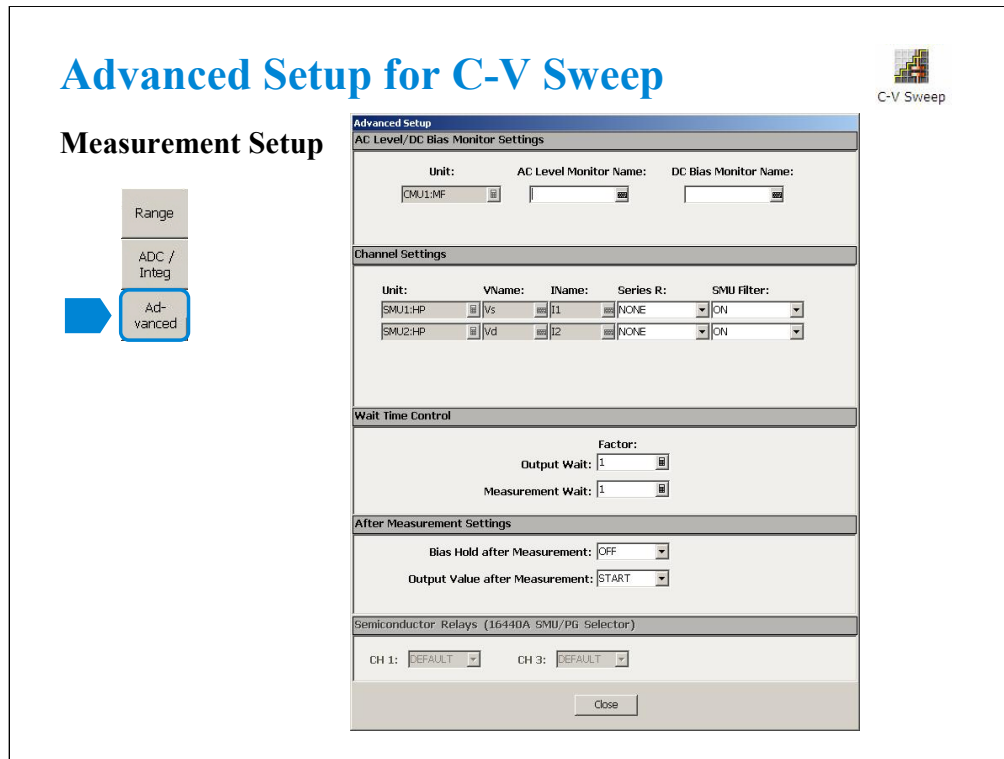 Advanced Setup for C-V Sweep
C-V Sweep
Measurement Setup
Range
ADC /
Integ
Ad-
vanced
Advanced Setup
AC Level/DC Bias Monitor Settings
Unit: AC Level Monitor Name: DC Bias Monitor Name:
CMU1:MF
Channel Settings
Unit: VName: IName: Series R: SMU Filter:
SMU1:HP Vs I1 NONE ON
SMU2:HP Vd I2 NONE ON
Wait Time Control
Factor:
Output Wait: 1
Measurement Wait: 1
After Measurement Settings
Bias Hold after Measurement: OFF
Output Value after Measurement: START
Semiconductor Relays (16440A SMU/PG Selector)
CH 1: DEFAULT CH 3: DEFAULT
Close